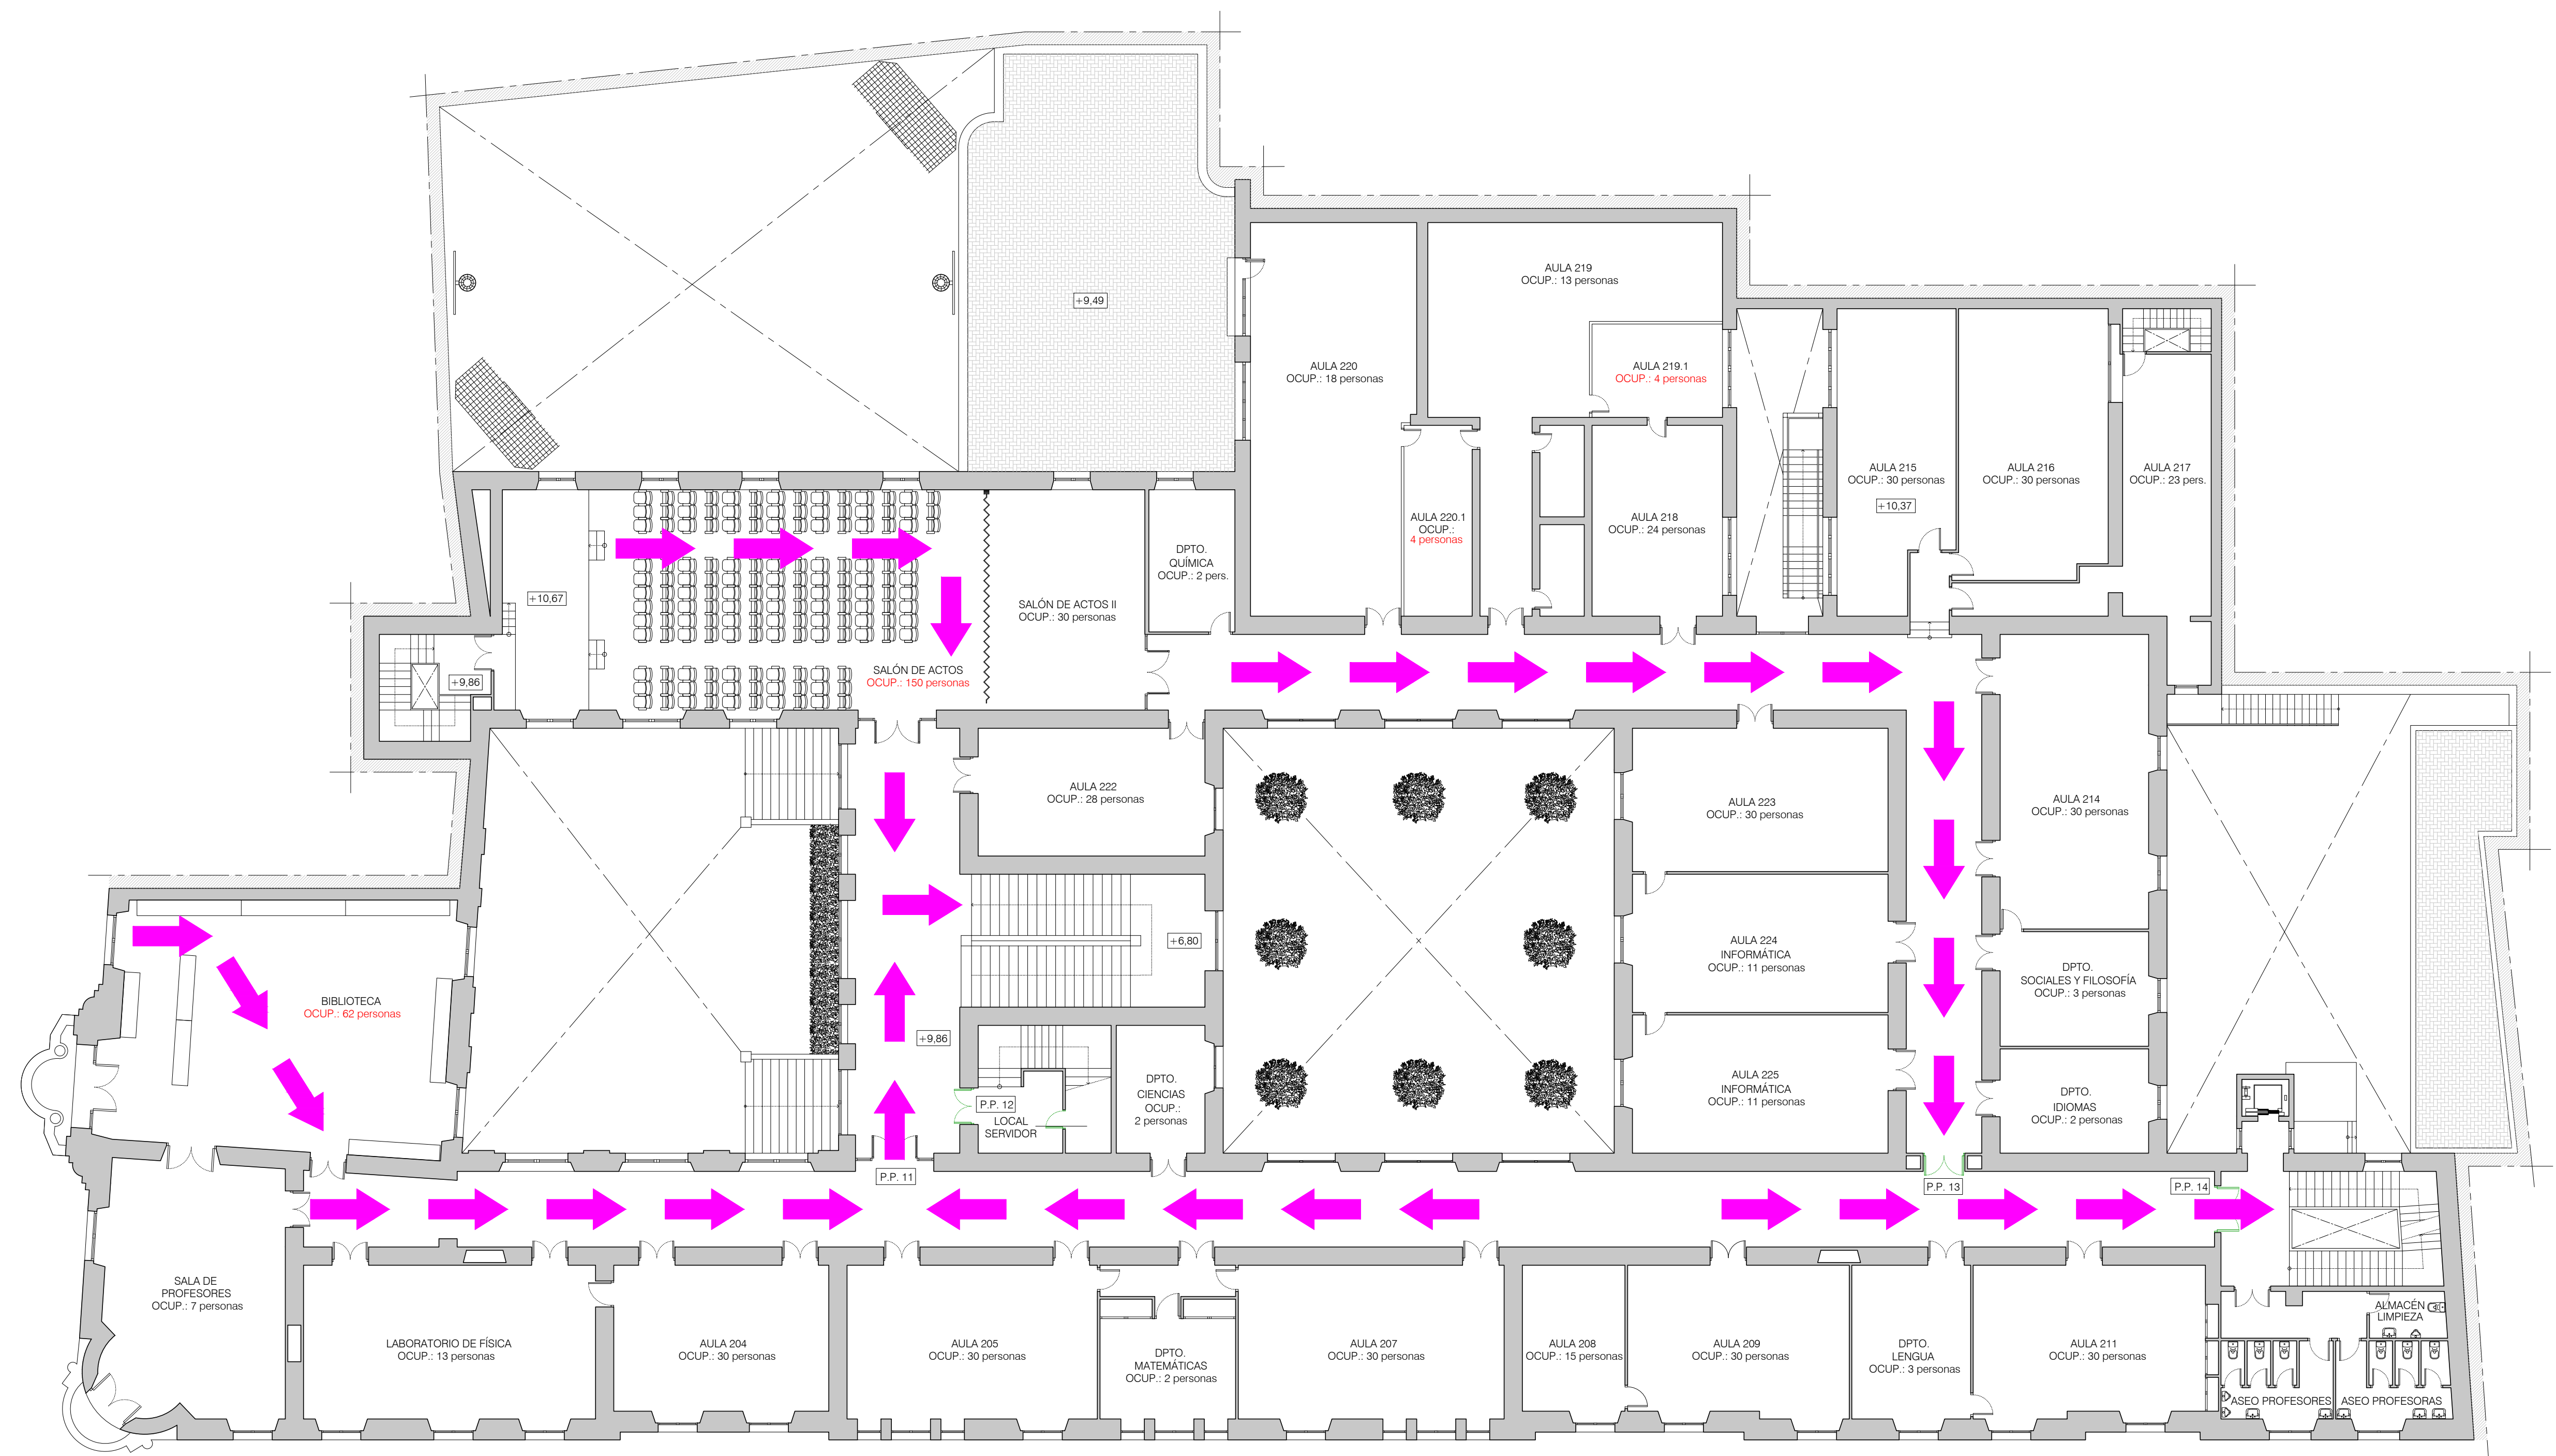 +9,49
AULA 219
OCUP.: 13 personas
AULA 220
OCUP.: 18 personas
AULA 219.1
OCUP.: 4 personas
AULA 215
OCUP.: 30 personas
+10,37
AULA 216
OCUP.: 30 personas
AULA 217
OCUP.: 23 pers.
AULA 220.1
OCUP.:
4 personas
AULA 218
OCUP.: 24 personas
DPTO.
QUÍMICA
OCUP.: 2 pers.
+10,67
SALÓN DE ACTOS II
OCUP.: 30 personas
SALÓN DE ACTOS
OCUP.: 150 personas
+9,86
AULA 222
OCUP.: 28 personas
AULA 223
OCUP.: 30 personas
AULA 214
OCUP.: 30 personas
+6,80
AULA 224
INFORMÁTICA
OCUP.: 11 personas
DPTO.
SOCIALES Y FILOSOFÍA
OCUP.: 3 personas
BIBLIOTECA
OCUP.: 62 personas
+9,86
AULA 225
INFORMÁTICA
OCUP.: 11 personas
DPTO.
IDIOMAS
OCUP.: 2 personas
DPTO.
CIENCIAS
OCUP.:
2 personas
P.P. 12
LOCAL
SERVIDOR
P.P. 11
P.P. 13
P.P. 14
SALA DE
PROFESORES
OCUP.: 7 personas
LABORATORIO DE FÍSICA
OCUP.: 13 personas
AULA 204
OCUP.: 30 personas
AULA 205
OCUP.: 30 personas
DPTO.
MATEMÁTICAS
OCUP.: 2 personas
AULA 207
OCUP.: 30 personas
AULA 208
OCUP.: 15 personas
AULA 209
OCUP.: 30 personas
DPTO.
LENGUA
OCUP.: 3 personas
AULA 211
OCUP.: 30 personas
ALMACÉN
LIMPIEZA
ASEO PROFESORES
ASEO PROFESORAS